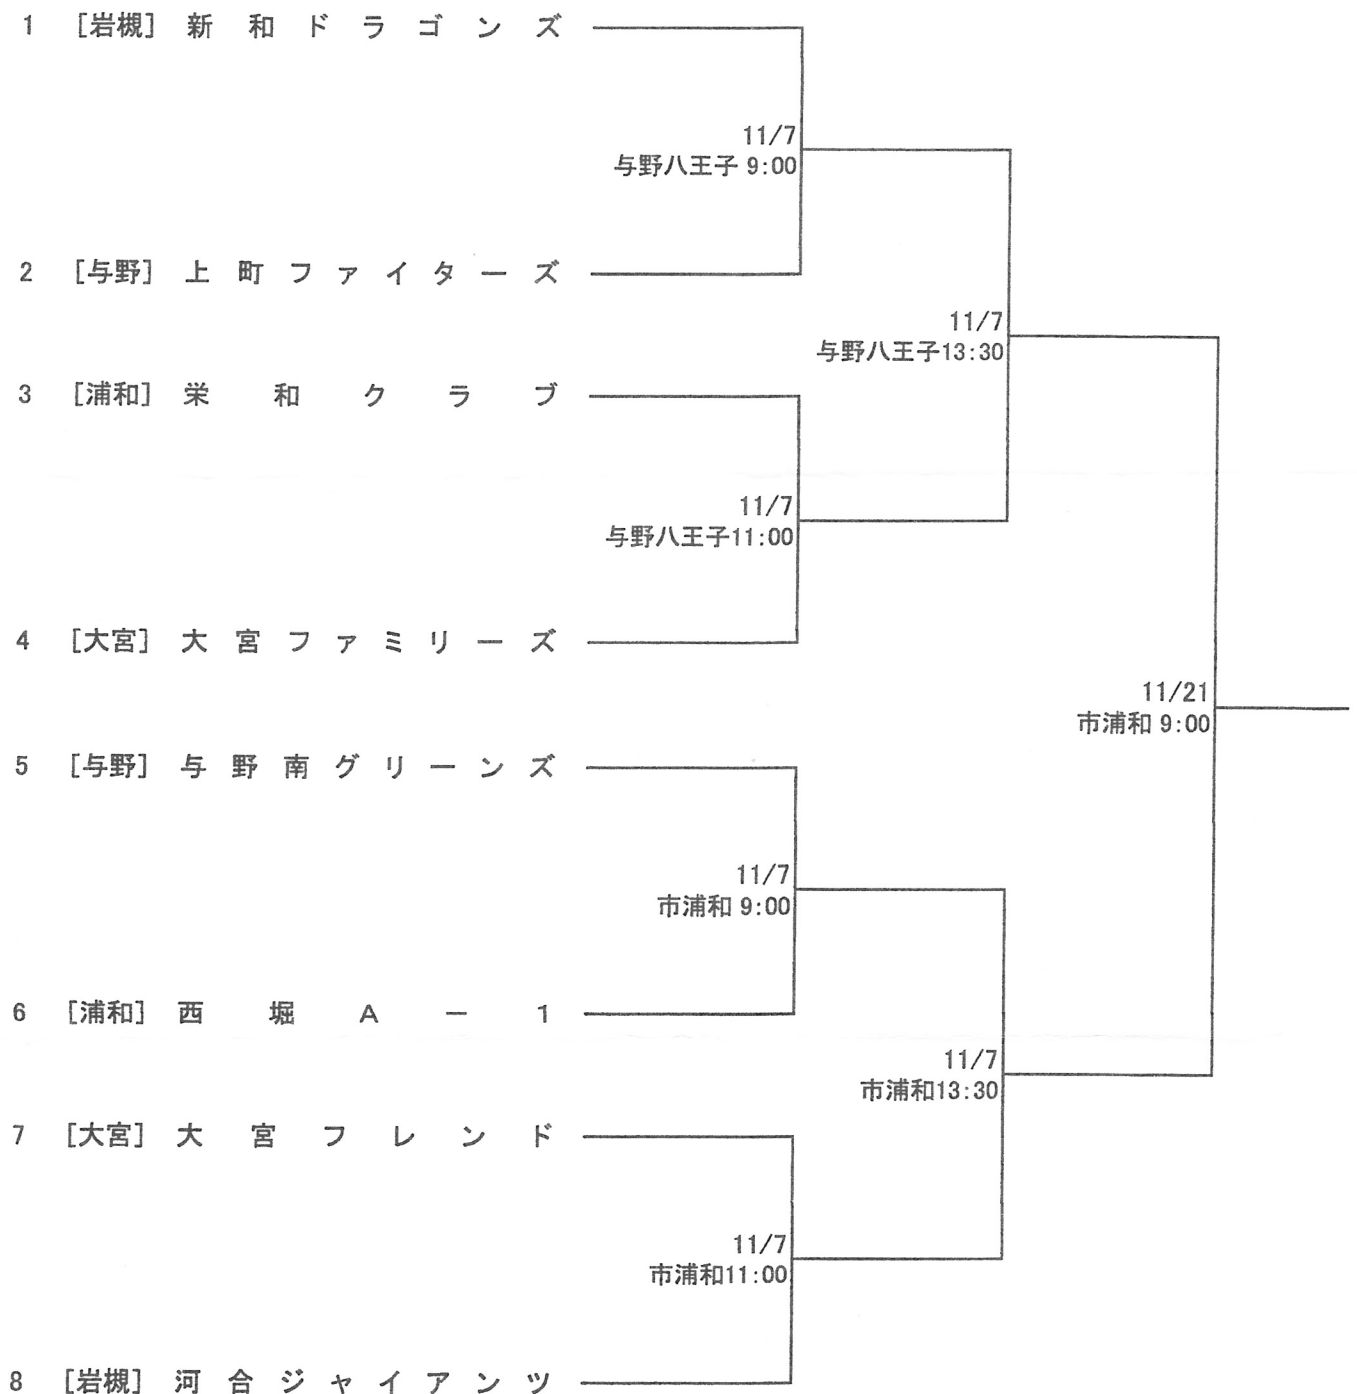 1 [岩槻] 新和ドラゴンズ
11/7
与野八王子 9:00
2 [与野] 上町ファイターズ
11/7
与野八王子13:30
3 [浦和] 栄和クラブ
11/7
与野八王子11:00
4 [大宮] 大宮ファミリーズ
11/21
市浦和 9:00
5 [与野] 与野南グリーンズ
11/7
市浦和 9:00
6 [浦和] 西堀A－1
11/7
市浦和13:30
7 [大宮] 大宮フレンド
11/7
市浦和11:00
8 [岩槻] 河合ジャイアンツ